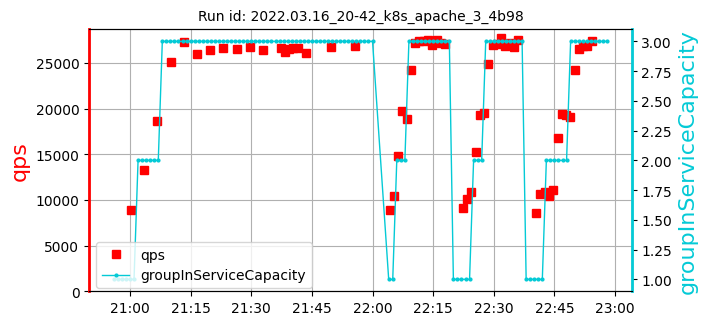 Run id: 2022.03.16_20-42_k8s_apache_3_4b98
qps
25000
20000
15000
10000
5000
0
3.00
2.75
2.50
2.25
2.00
1.75
1.50
1.25
1.00
groupInServiceCapacity
qps
groupInServiceCapacity
21:00 21:15 21:30 21:45 22:00 22:15 22:30 22:45 23:00